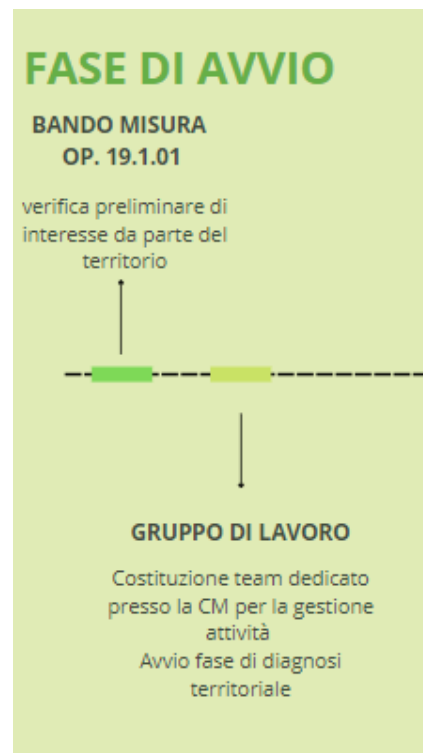 FASE DI AVVIO
BANDO MISURA
OP. 19.1.01
verifica preliminare di
interesse da parte del
territorio
GRUPPO DI LAVORO
Costituzione team dedicato
presso la CM per la gestione
attività
Avvio fase di diagnosi
territoriale